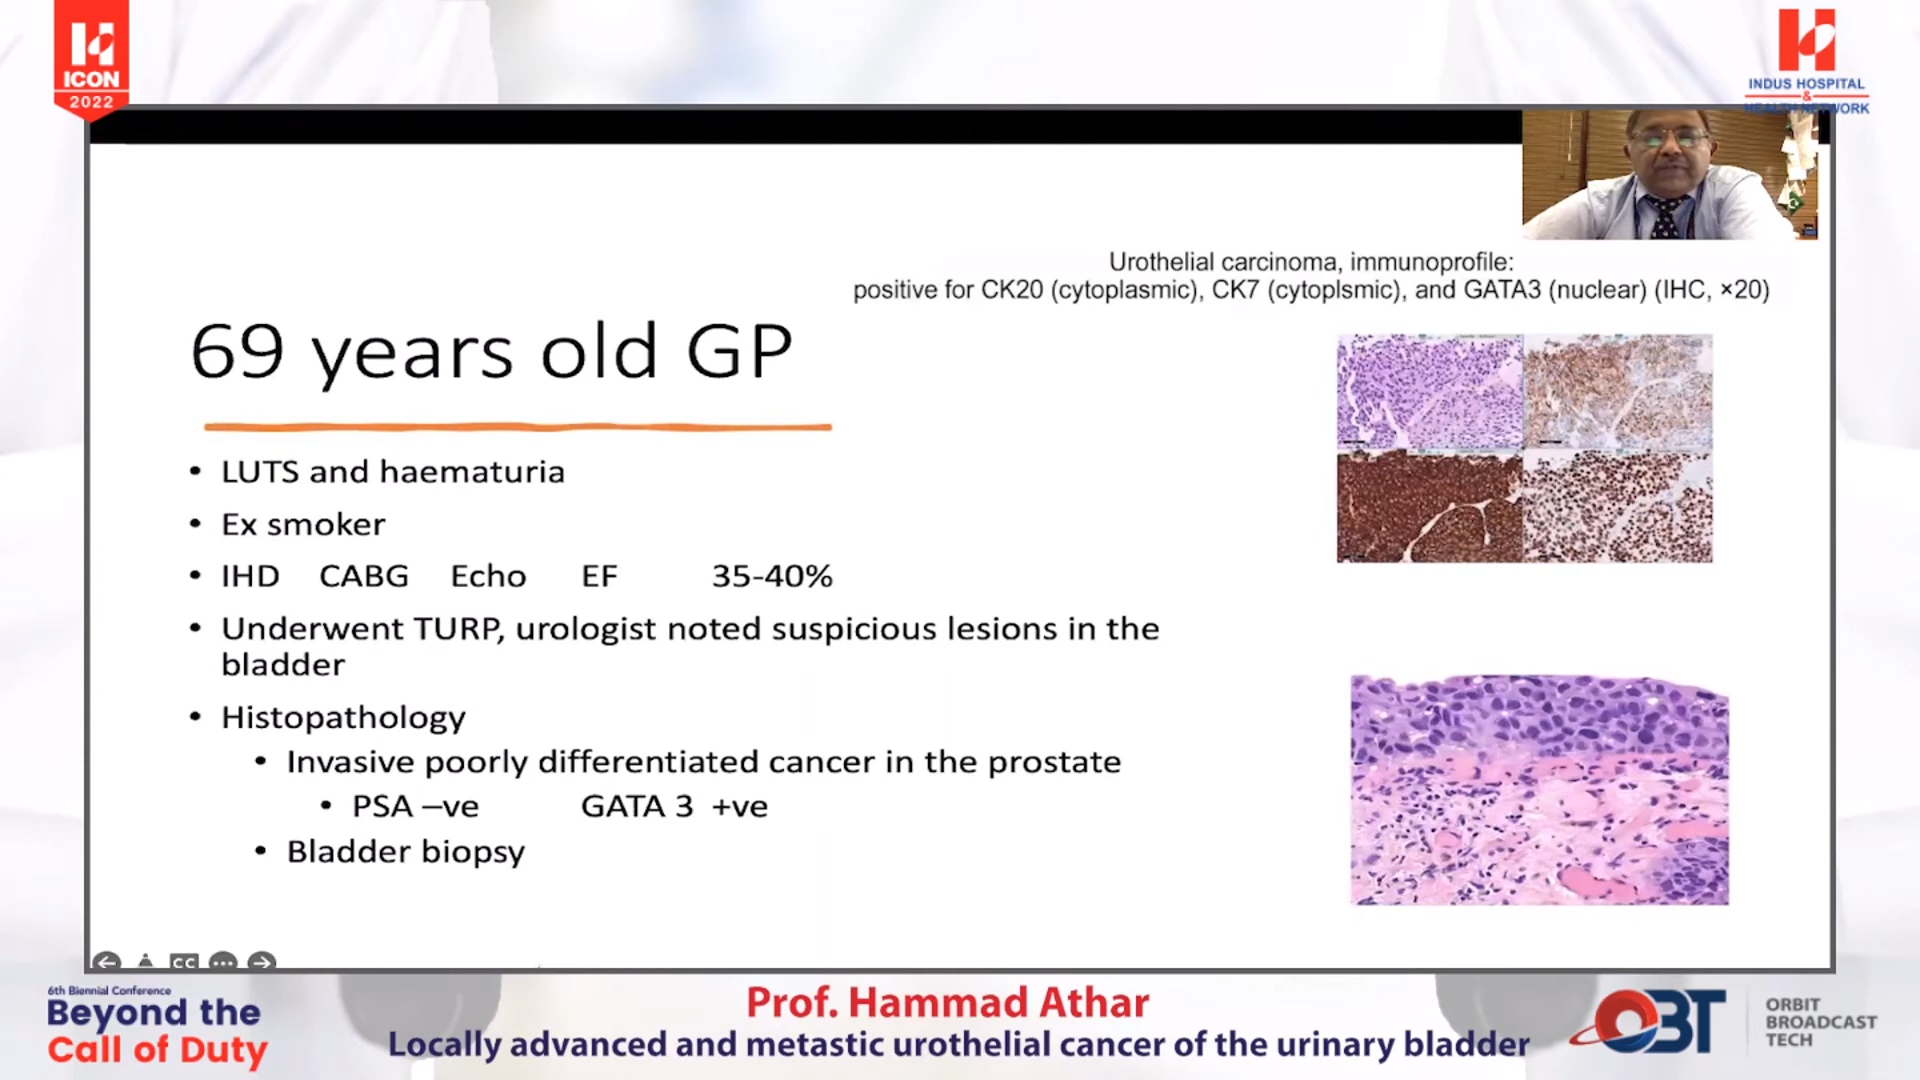 ICON
2022
INDUS HOSPITAL
&
HEALTH NETWORK
Urothelial carcinoma, immunoprofile:
positive for CK20 (cytoplasmic), CK7 (cytoplsmic), and GATA3 (nuclear) (IHC, ×20)
69 years old GP
• LUTS and haematuria
• Ex smoker
• IHD CABG Echo EF 35-40%
• Underwent TURP, urologist noted suspicious lesions in the
bladder
• Histopathology
• Invasive poorly differentiated cancer in the prostate
• PSA –ve GATA 3 +ve
• Bladder biopsy
CC
6th Biennial Conference
Beyond the
Call of Duty
Prof. Hammad Athar
Locally advanced and metastic urothelial cancer of the urinary bladder
OBT
ORBIT
BROADCAST
TECH